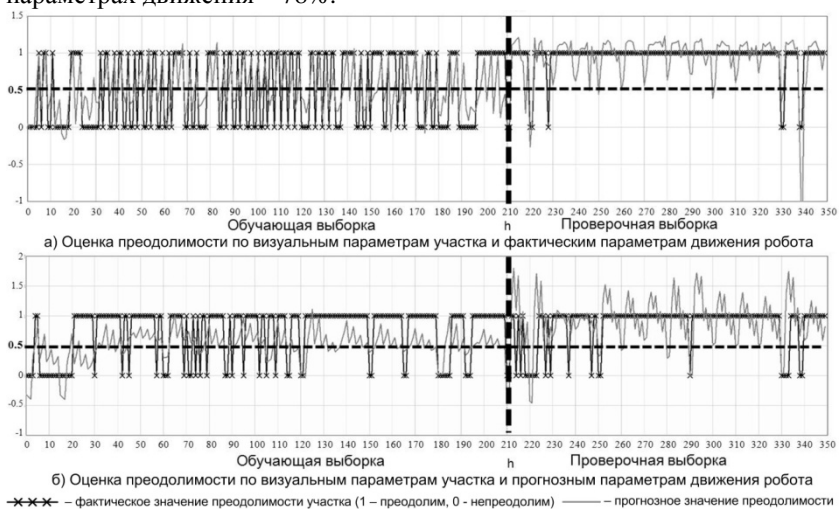 параметрах движения – 78%.
1.5
1
0.5
0
-0.5
-1
0 10 20 30 40 50 60 70 80 90 100 110 120 130 140 150 160 170 180 190 200 210 220 230 240 250 260 270 280 290 300 310 320 330 340 350
Обучающая выборка h Проверочная выборка
а) Оценка преодолимости по визуальным параметрам участка и фактическим параметрам движения робота
2
1.5
1
0.5
0
-0.5
-1
0 10 20 30 40 50 60 70 80 90 100 110 120 130 140 150 160 170 180 190 200 210 220 230 240 250 260 270 280 290 300 310 320 330 340 350
Обучающая выборка h Проверочная выборка
б) Оценка преодолимости по визуальным параметрам участка и прогнозным параметрам движения робота
– фактическое значение преодолимости участка (1 – преодолим, 0 - непреодолим) – прогнозное значение преодолимости